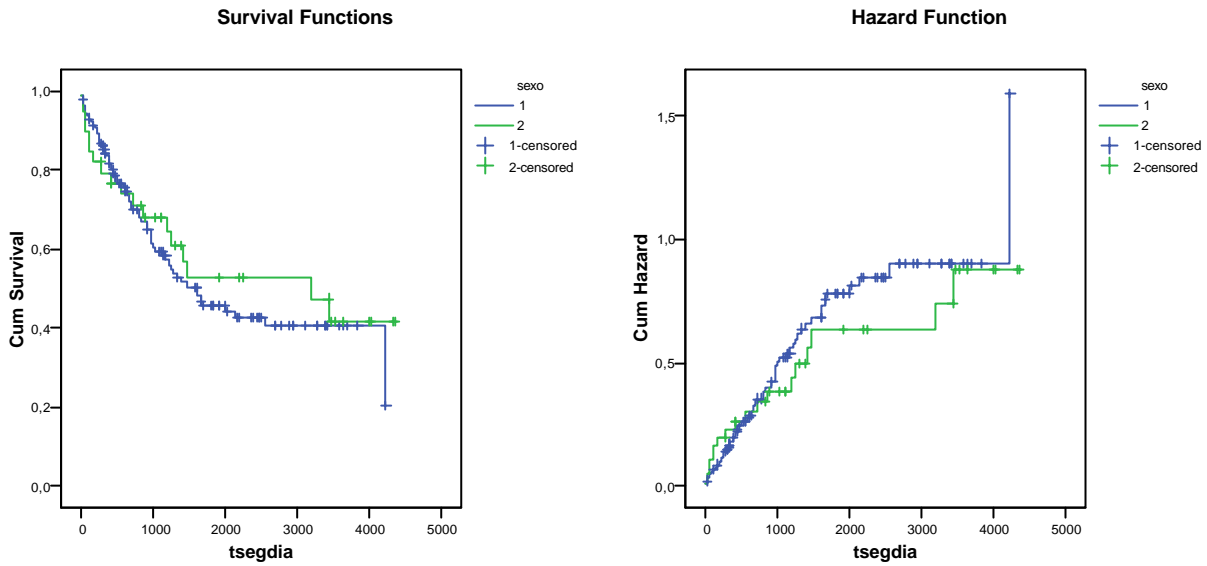 Survival Functions
Cum Survival
1,0
0,8
0,6
0,4
0,2
0,0
0
1000
2000
3000
4000
5000
tsegdia
sexo
1
2
1-censored
2-censored
Hazard Function
Cum Hazard
1,5
1,0
0,5
0,0
0
1000
2000
3000
4000
5000
tsegdia
sexo
1
2
1-censored
2-censored